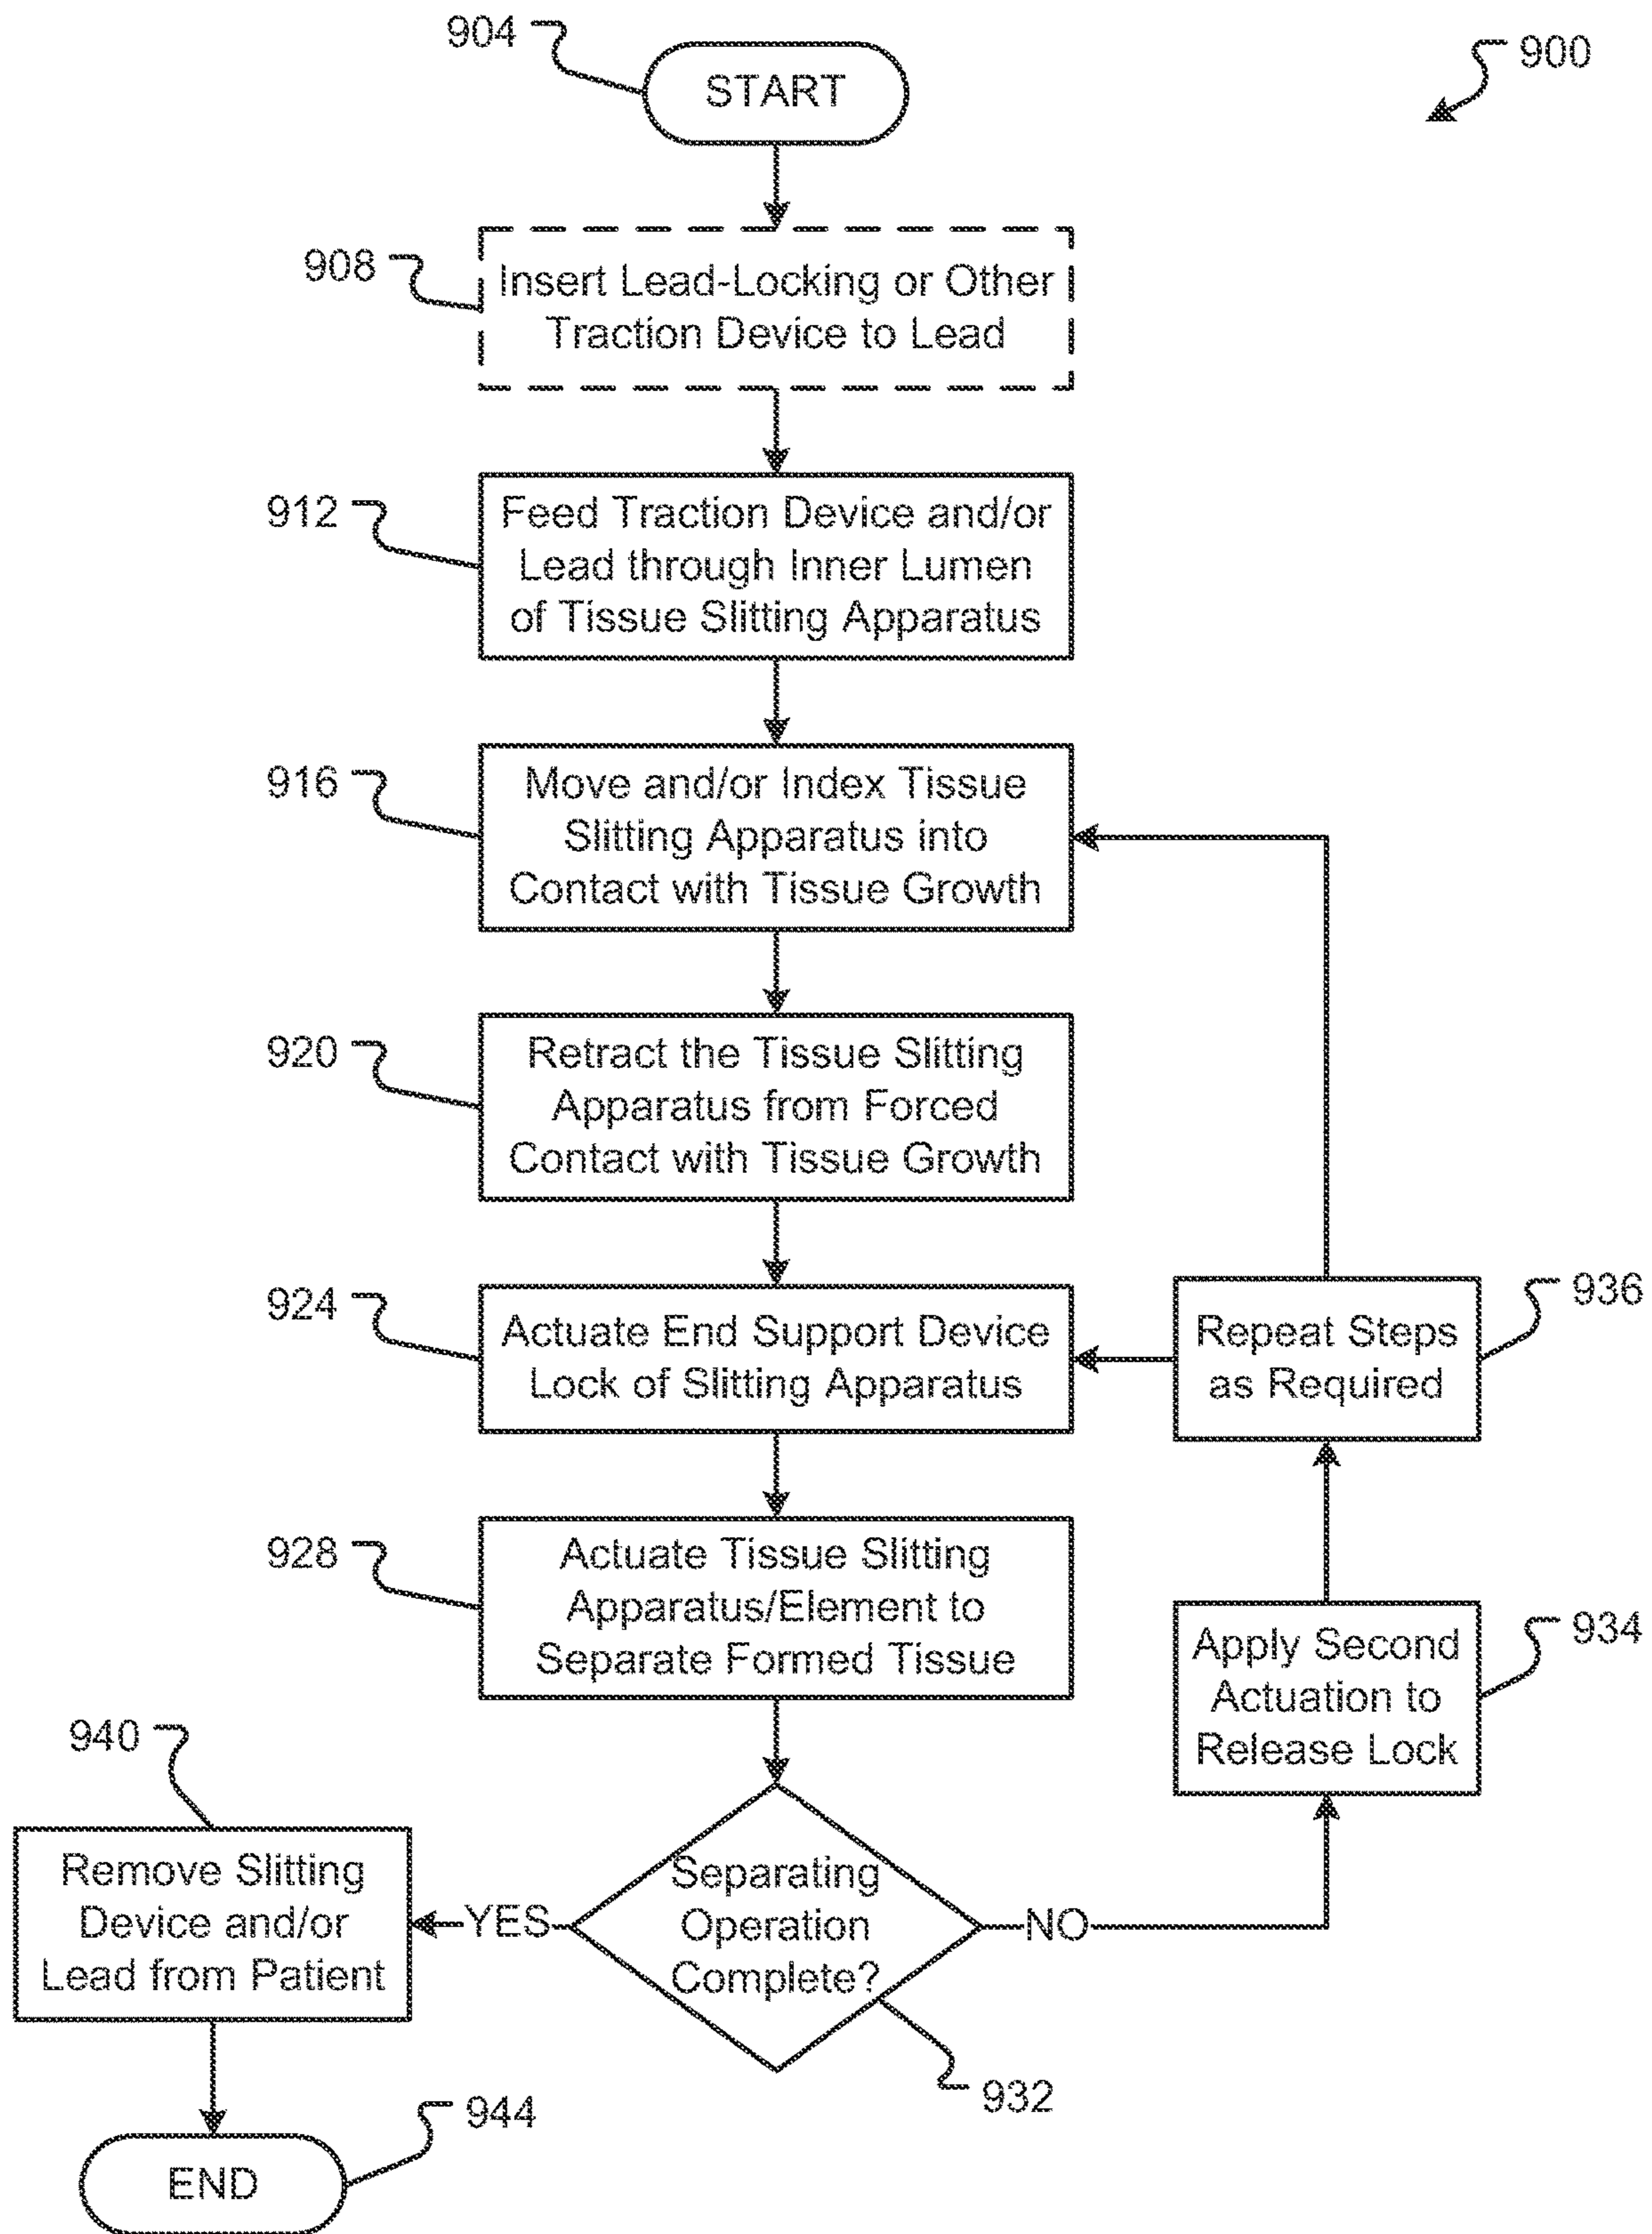 904
START
900
908
Insert Lead-Locking or Other
Traction Device to Lead
912
Feed Traction Device and/or
Lead through Inner Lumen
of Tissue Slitting Apparatus
916
Move and/or Index Tissue
Slitting Apparatus into
Contact with Tissue Growth
920
Retract the Tissue Slitting
Apparatus from Forced
Contact with Tissue Growth
924
Actuate End Support Device
Lock of Slitting Apparatus
936
Repeat Steps
as Required
928
Actuate Tissue Slitting
Apparatus/Element to
Separate Formed Tissue
934
Apply Second
Actuation to
Release Lock
940
Remove Slitting
Device and/or
Lead from Patient
YES
Separating
Operation
Complete?
NO
932
944
END